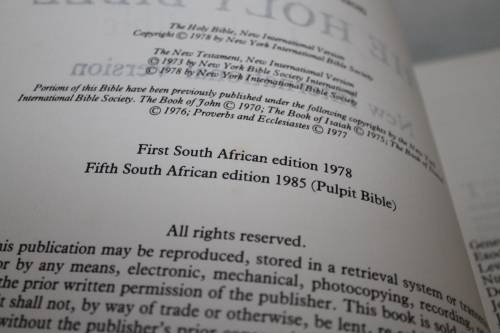 The Holy Bible, New International Version
Copyright © 1978 by New York International Bible Society
The New Testament, New International Version
© 1973 by New York Bible Society International
© 1978 by New York International Bible Society
Portions of this Bible have been previously published under the following copyrights by the New York
International Bible Society. The Book of John © 1970; The Book of Isaiah © 1975; The Book of
© 1976; Proverbs and Ecclesiastes © 1977
First South African edition 1978
Fifth South African edition 1985 (Pulpit Bible)
All rights reserved.
his publication may be reproduced, stored in a retrieval system or
or by any means, electronic, mechanical, photocopying, recording,
the prior written permission of the publisher. This book is sold
it shall not, by way of trade or otherwise, be lent,
without the publisher's prior